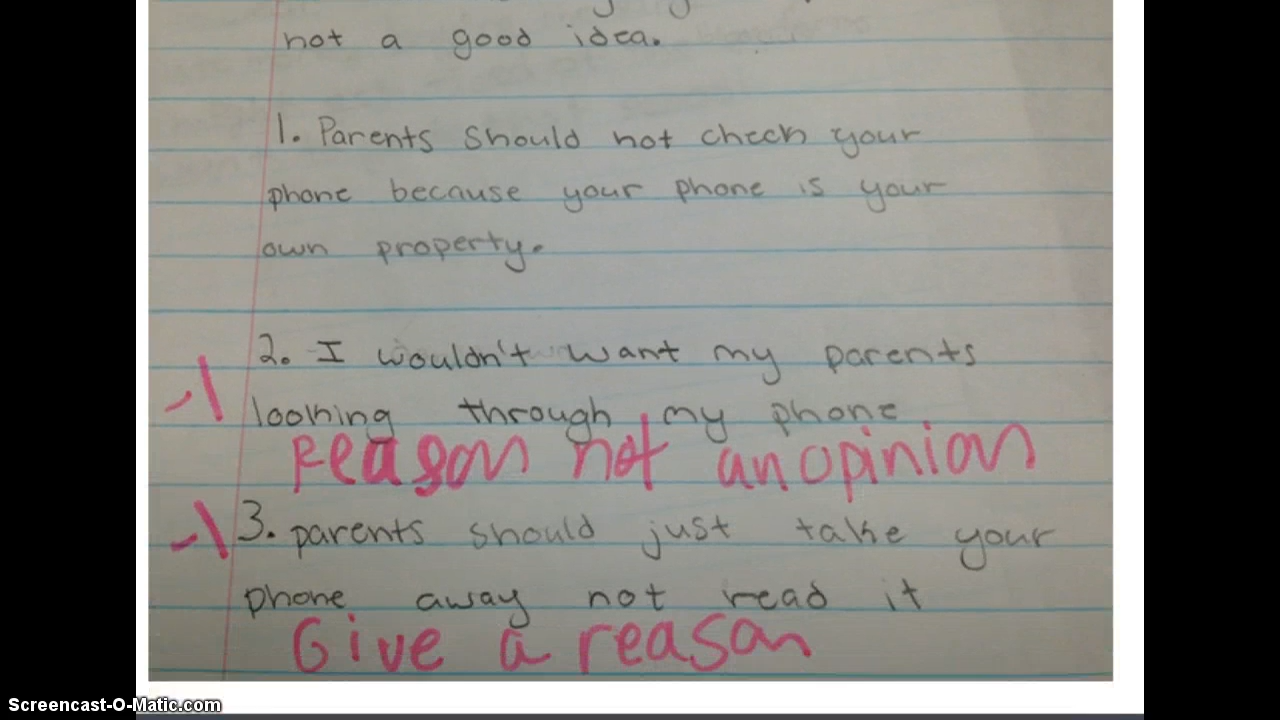 not a good idea.
1. Parents should not check your
phone because your phone is your
own property.
2. I wouldn't want my parents
looking through my phone
Reason not an opinion
3. parents should just take your
phone away not read it
Give a reason
-1
-1
Screencast-O-Matic.com